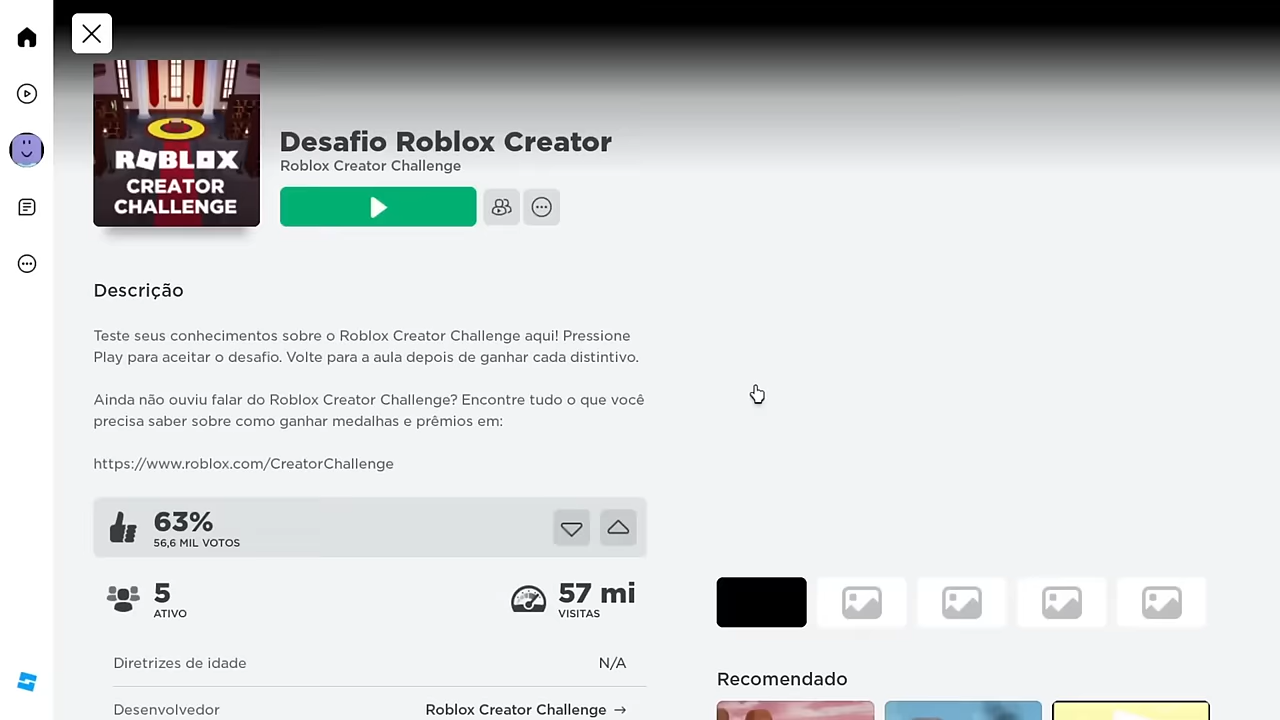 ROBLOX
CREATOR
CHALLENGE
Desafio Roblox Creator
Roblox Creator Challenge
Descrição
Teste seus conhecimentos sobre o Roblox Creator Challenge aqui! Pressione
Play para aceitar o desafio. Volte para a aula depois de ganhar cada distintivo.
Ainda não ouviu falar do Roblox Creator Challenge? Encontre tudo o que você
precisa saber sobre como ganhar medalhas e prêmios em:
https://www.roblox.com/CreatorChallenge
63%
56,6 MIL VOTOS
5
ATIVO
57 mi
VISITAS
Diretrizes de idade N/A
Desenvolvedor Roblox Creator Challenge →
Recomendado